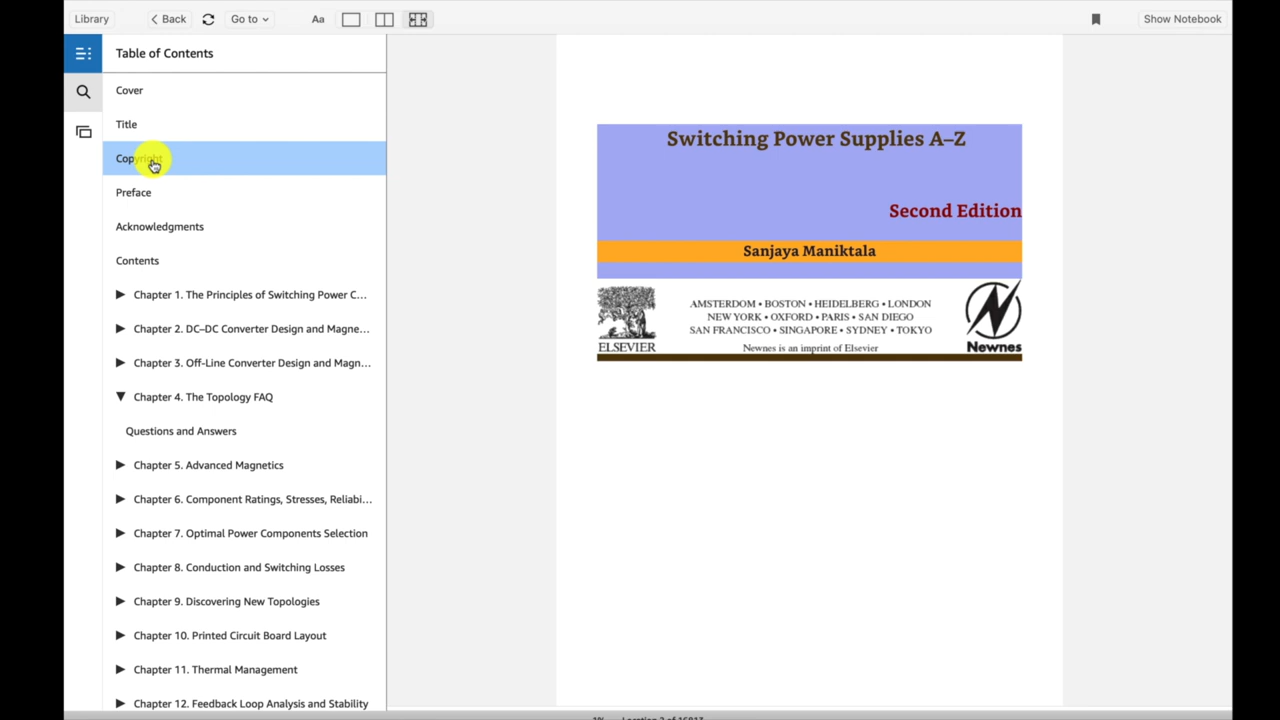 Library
Back
Go to
Aa
Show Notebook
Table of Contents
Cover
Title
Copyright
Preface
Acknowledgments
Contents
Chapter 1. The Principles of Switching Power C...
Chapter 2. DC–DC Converter Design and Magne...
Chapter 3. Off-Line Converter Design and Magn...
Chapter 4. The Topology FAQ
Questions and Answers
Chapter 5. Advanced Magnetics
Chapter 6. Component Ratings, Stresses, Reliabi...
Chapter 7. Optimal Power Components Selection
Chapter 8. Conduction and Switching Losses
Chapter 9. Discovering New Topologies
Chapter 10. Printed Circuit Board Layout
Chapter 11. Thermal Management
Chapter 12. Feedback Loop Analysis and Stability
Switching Power Supplies A–Z
Second Edition
Sanjaya Maniktala
ELSEVIER
AMSTERDOM • BOSTON • HEIDELBERG • LONDON
NEW YORK • OXFORD • PARIS • SAN DIEGO
SAN FRANCISCO • SINGAPORE • SYDNEY • TOKYO
Newnes is an imprint of Elsevier
Newnes